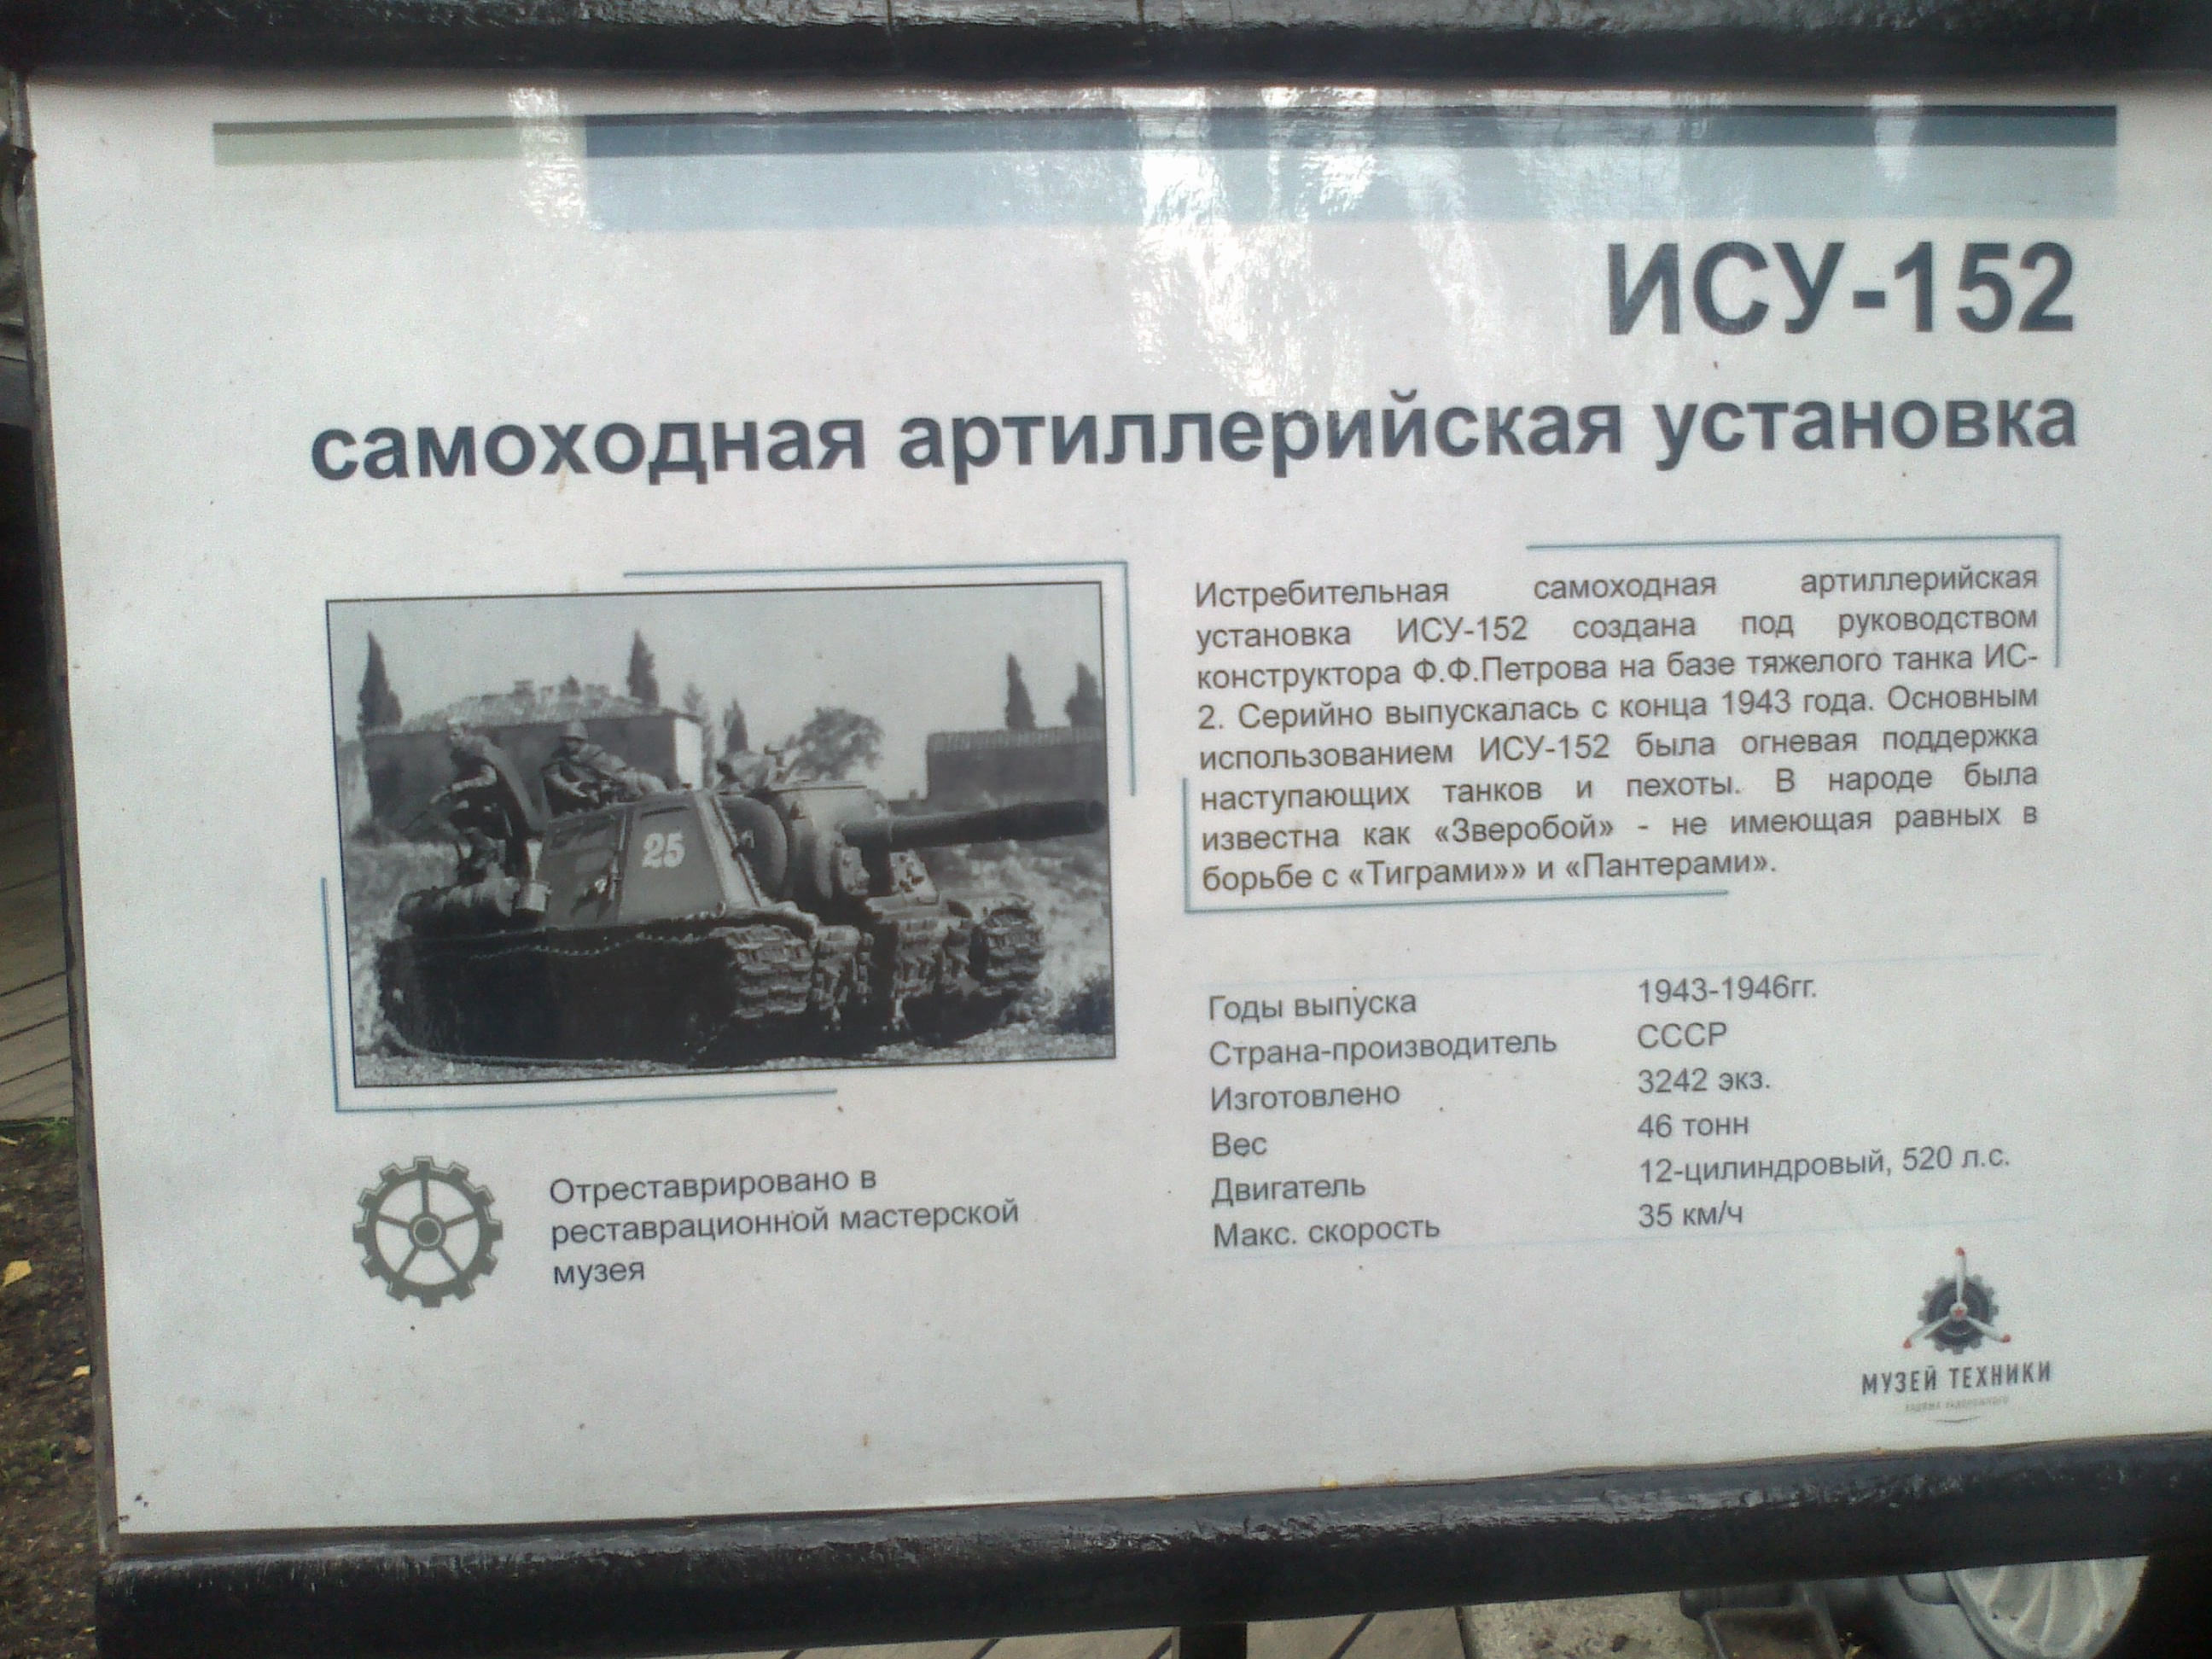 ИСУ-152
самоходная артиллерийская установка
25
Истребительная самоходная артиллерийская
установка ИСУ-152 создана под руководством
конструктора Ф.Ф.Петрова на базе тяжелого танка ИС-
2. Серийно выпускалась с конца 1943 года. Основным
использованием ИСУ-152 была огневая поддержка
наступающих танков и пехоты. В народе была
известна как «Зверобой» - не имеющая равных в
борьбе с «Тиграми»» и «Пантерами».
Годы выпуска 1943-1946гг.
Страна-производитель СССР
Изготовлено 3242 экз.
Вес 46 тонн
Двигатель 12-цилиндровый, 520 л.с.
Макс. скорость 35 км/ч
Отреставрировано в
реставрационной мастерской
музея
МУЗЕЙ ТЕХНИКИ